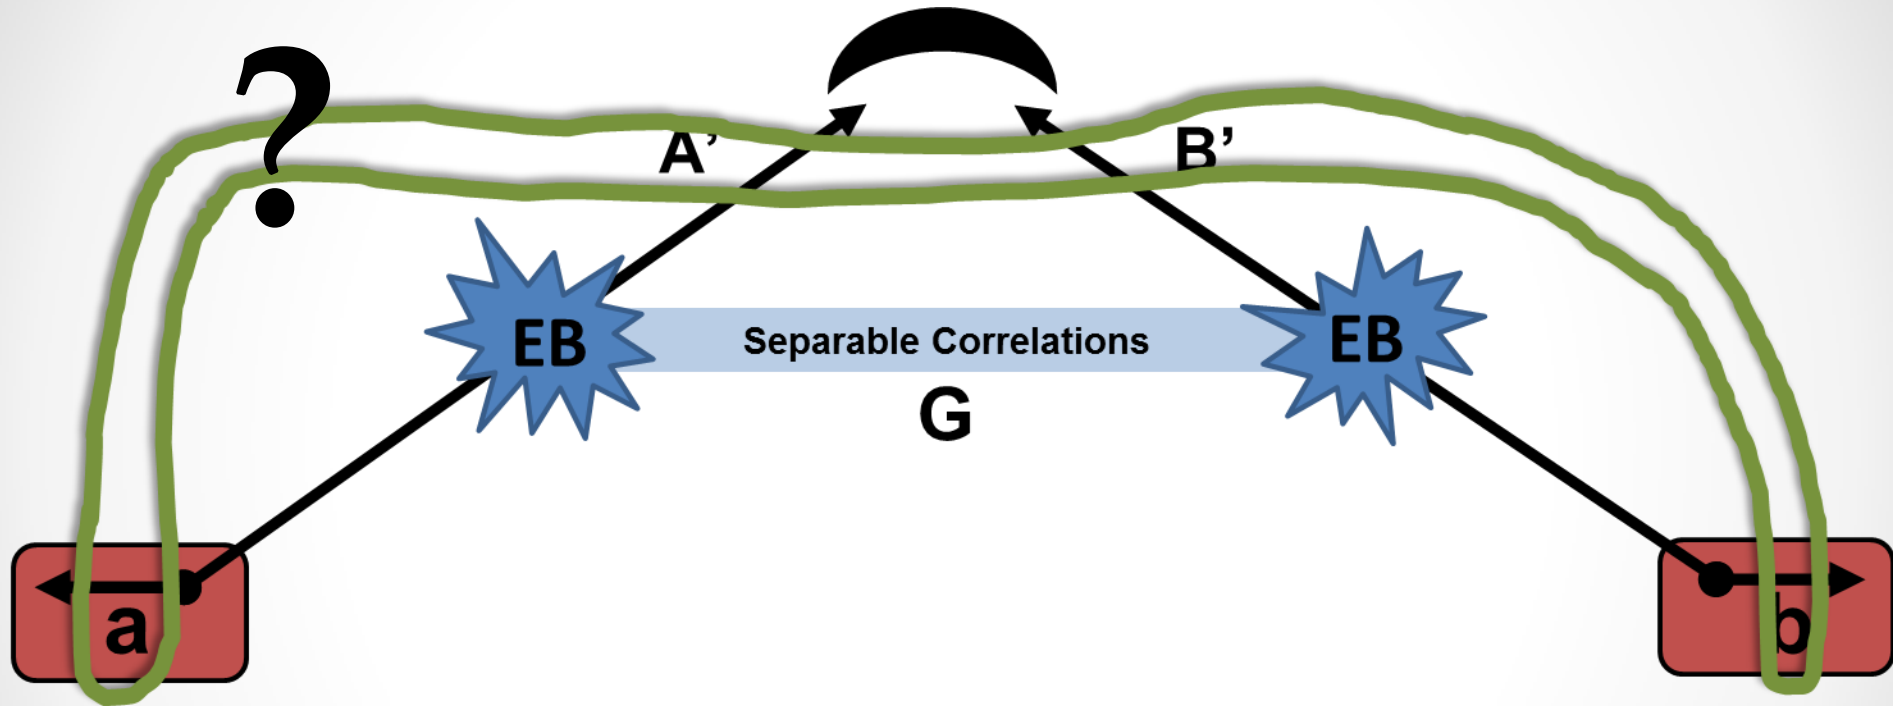 ?
A’
B’
EB
Separable Correlations
EB
G
a
b